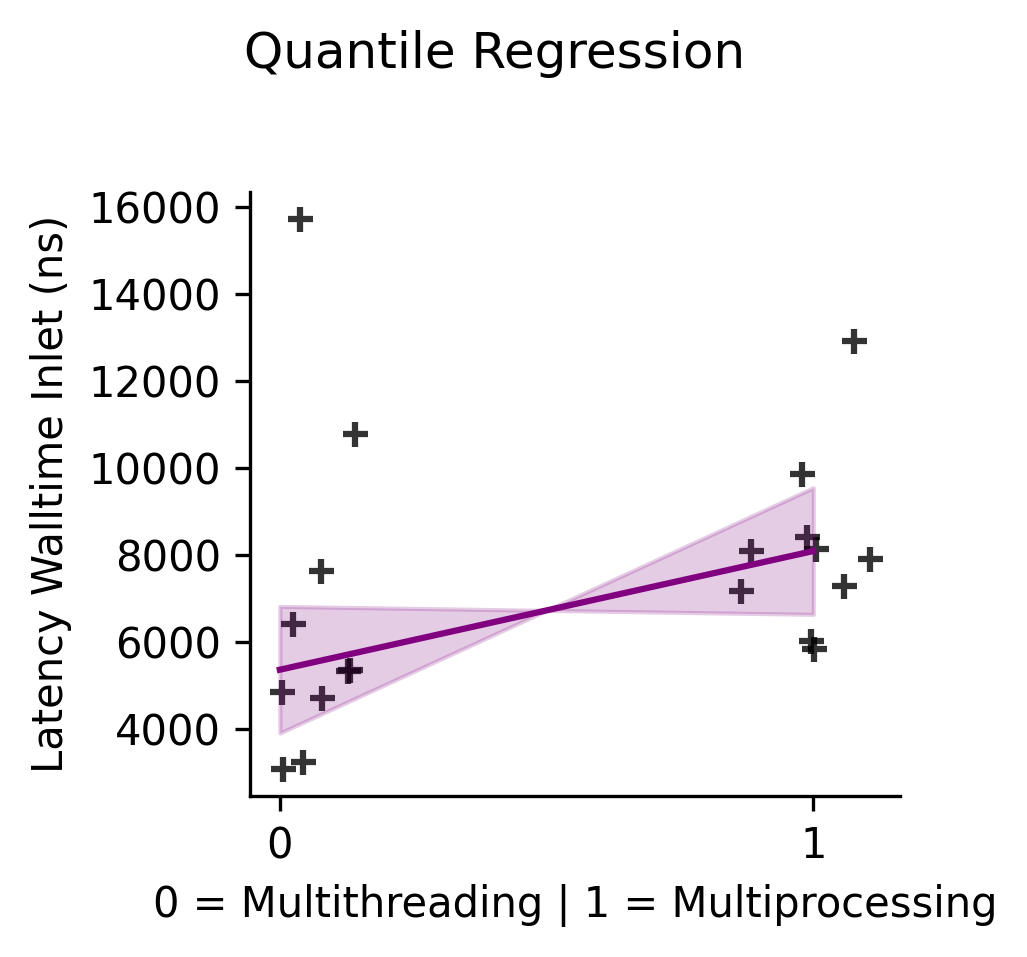 Quantile Regression
Latency Walltime Inlet (ns)
16000
14000
12000
10000
8000
6000
4000
0 1
0 = Multithreading | 1 = Multiprocessing